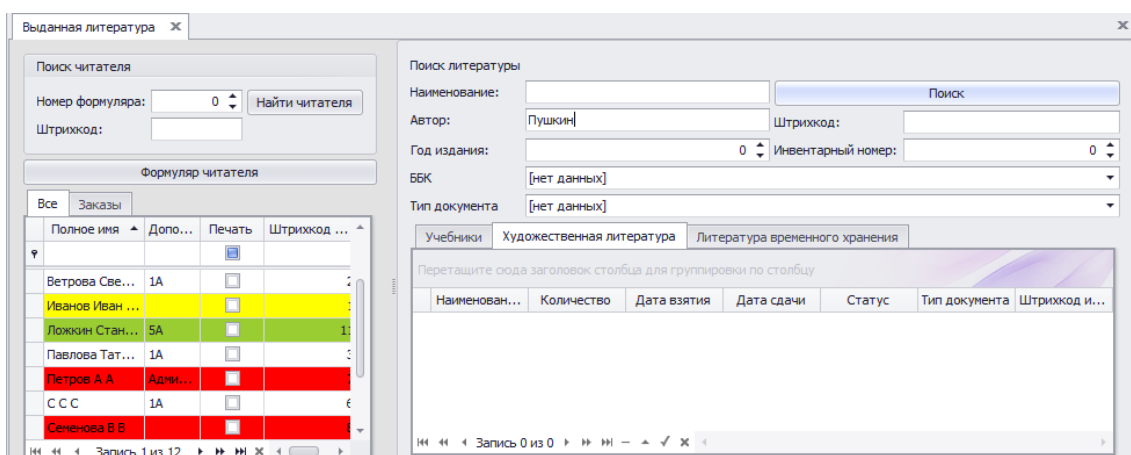 Выданная литература
Поиск читателя
Номер формуляра: 0 Найти читателя
Штрихкод:
Формуляр читателя
Все Заказы
Полное имя Допо... Печать Штрихкод ...
Ветрова Све... 1А
Иванов Иван ...
Ложкин Стан... 5А
Павлова Тат... 1А
Петров А А Адми...
С С С 1А
Семенова В В
Запись 1 из 12
Поиск литературы
Наименование: Поиск
Автор: Пушкин Штрихкод:
Год издания: 0 Инвентарный номер: 0
ББК [нет данных]
Тип документа [нет данных]
Учебники Художественная литература Литература временного хранения
Перетащите сюда заголовок столбца для группировки по столбцу
Наименован... Количество Дата взятия Дата сдачи Статус Тип документа Штрихкод и...
Запись 0 из 0